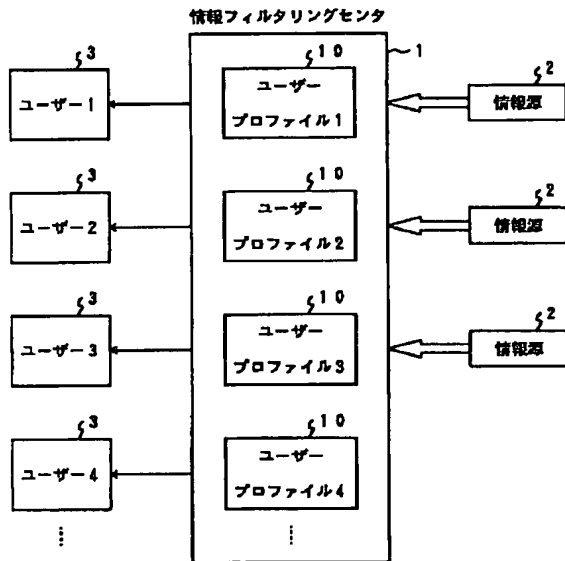 情報フィルタリングセンタ
1
3
ユーザー1
10
ユーザー
プロファイル1
2
情報源
3
ユーザー2
10
ユーザー
プロファイル2
2
情報源
3
ユーザー3
10
ユーザー
プロファイル3
2
情報源
3
ユーザー4
10
ユーザー
プロファイル4